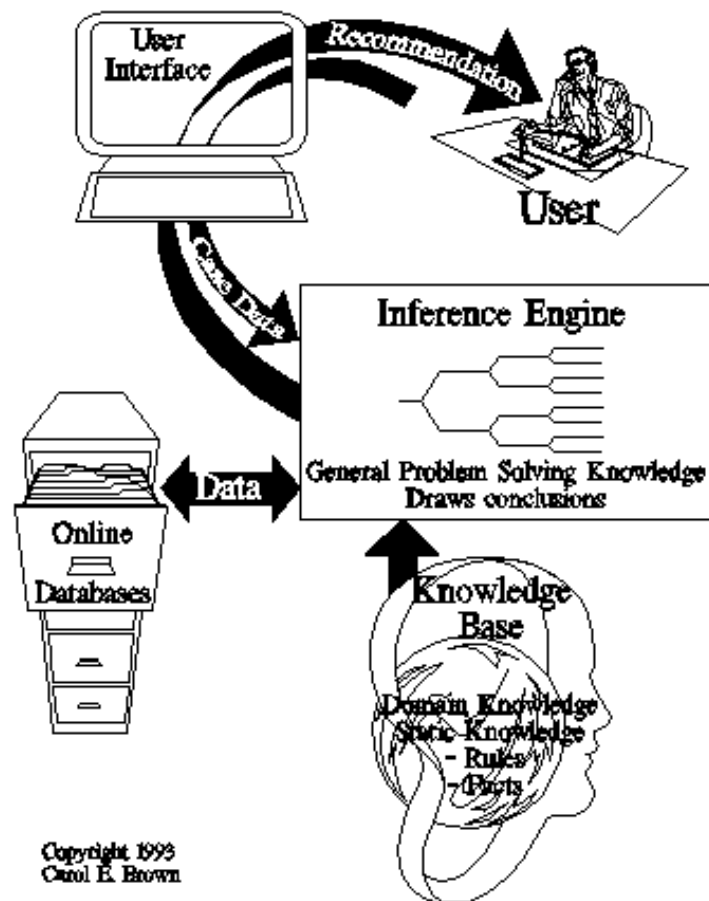 User
Interface
Recommendation
User
Case Data
Inference Engine
General Problem Solving Knowledge
Draws conclusions
Data
Online
Databases
Knowledge
Base
Domain Knowledge
Static Knowledge
- Rules
- Facts
Copyright 1993
Carol E. Brown